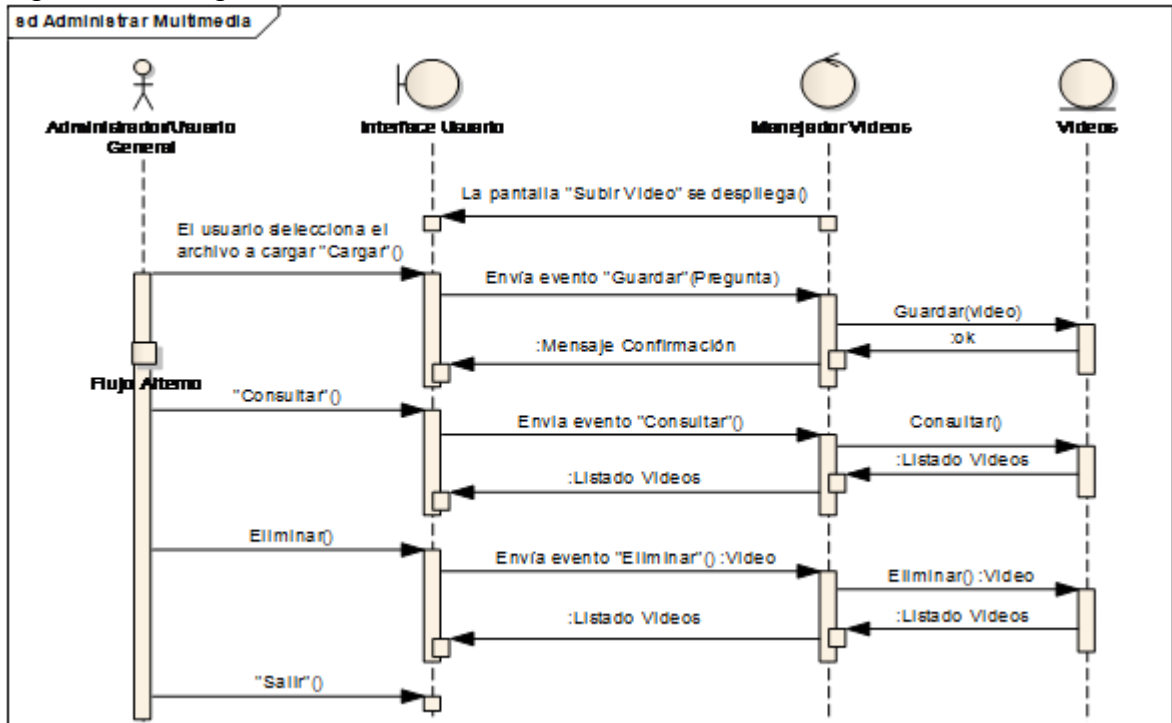 sd Administrar Multimedia
Administrador/Usuario
General
Interface Usuario
Manejador Videos
Videos
La pantalla "Subir Video" se despliega()
El usuario slelecciona el
archivo a cargar "Cargar"()
Envía evento "Guardar"(Pregunta)
Guardar(video)
:ok
:Mensaje Confirmación
Flujo Alterno
"Consultar"()
Envia evento "Consultar"()
Consultar()
:Listado Videos
:Listado Videos
Eliminar()
Envía evento "Eliminar"() :Video
Eliminar() :Video
:Listado Videos
:Listado Videos
"Salir"()